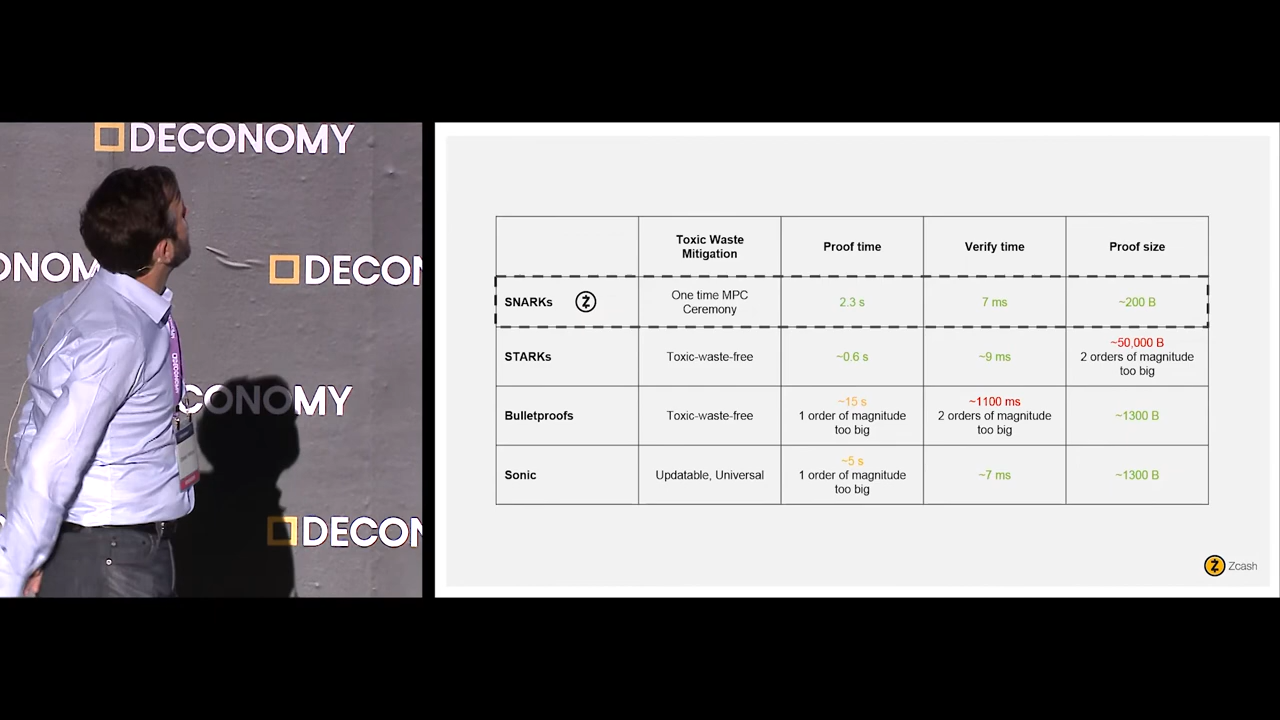 DECONOMY
ONOM
DECON
CONOMY
DECON
DECONOMY
Toxic Waste
Mitigation
Proof time
Verify time
Proof size
SNARKs
One time MPC
Ceremony
2.3 s
7 ms
~200 B
STARKs
Toxic-waste-free
~0.6 s
~9 ms
~50,000 B
2 orders of magnitude
too big
Bulletproofs
Toxic-waste-free
~15 s
1 order of magnitude
too big
~1100 ms
2 orders of magnitude
too big
~1300 B
Sonic
Updatable, Universal
~5 s
1 order of magnitude
too big
~7 ms
~1300 B
Zcash